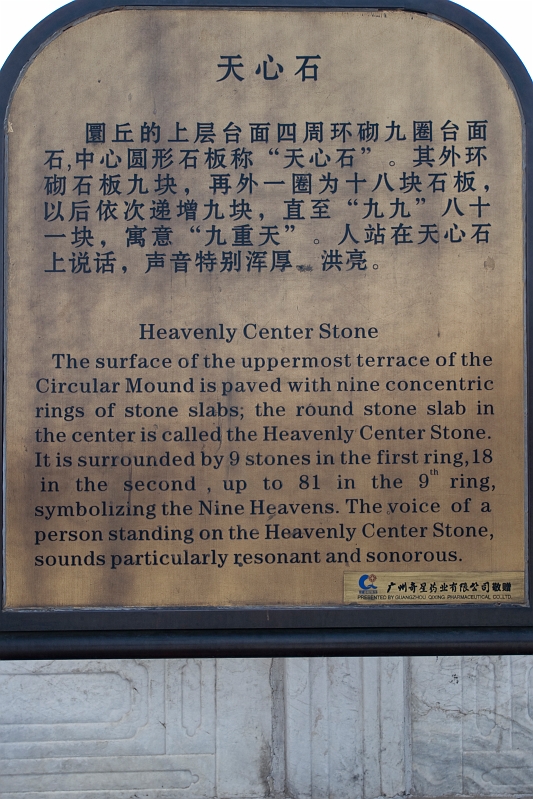 天心石
圜丘的上层台面四周环砌九圈台面
石,中心圆形石板称“天心石”。其外环
砌石板九块，再外一圈为十八块石板，
以后依次递增九块，直至“九九”八十
一块，寓意“九重天”。人站在天心石
上说话，声音特别浑厚、洪亮。
Heavenly Center Stone
The surface of the uppermost terrace of the
Circular Mound is paved with nine concentric
rings of stone slabs; the round stone slab in
the center is called the Heavenly Center Stone.
It is surrounded by 9 stones in the first ring,18
in the second , up to 81 in the 9th ring,
symbolizing the Nine Heavens. The voice of a
person standing on the Heavenly Center Stone,
sounds particularly resonant and sonorous.
广州奇星药业有限公司敬赠
PRESENTED BY GUANGZHOU QIXING PHARMACEUTICAL CO.,LTD.